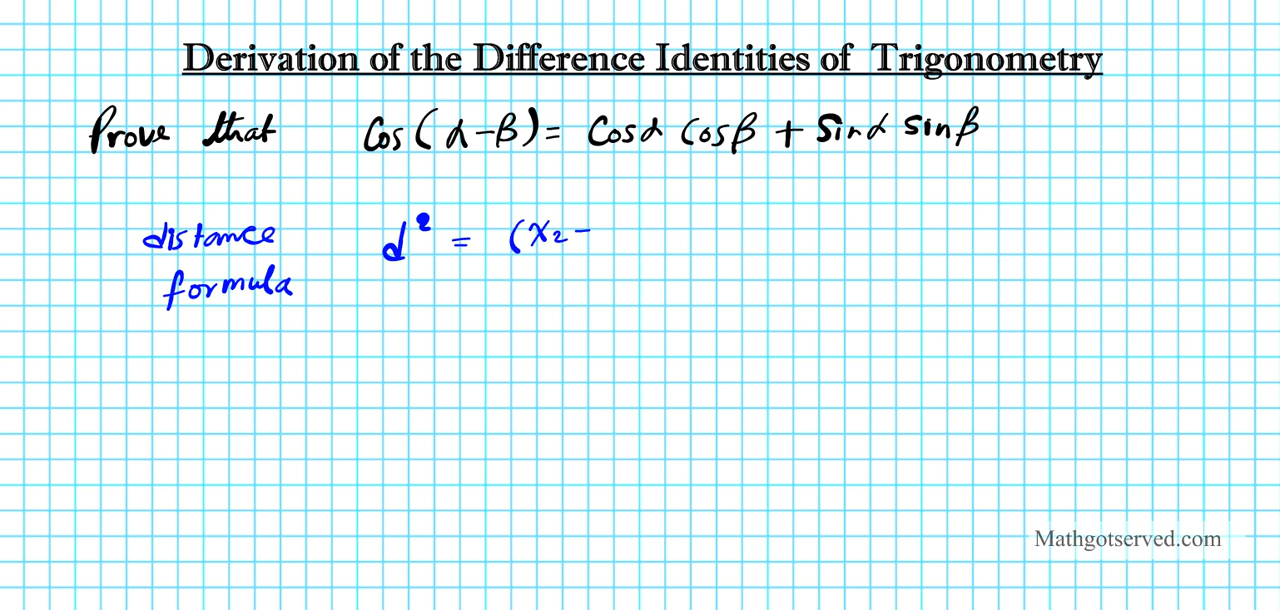 Derivation of the Difference Identities of Trigonometry
Prove that Cos(α-β)= Cosα Cosβ + Sinα sinβ
distance d² = (x₂ -
formula
Mathgotserved.com